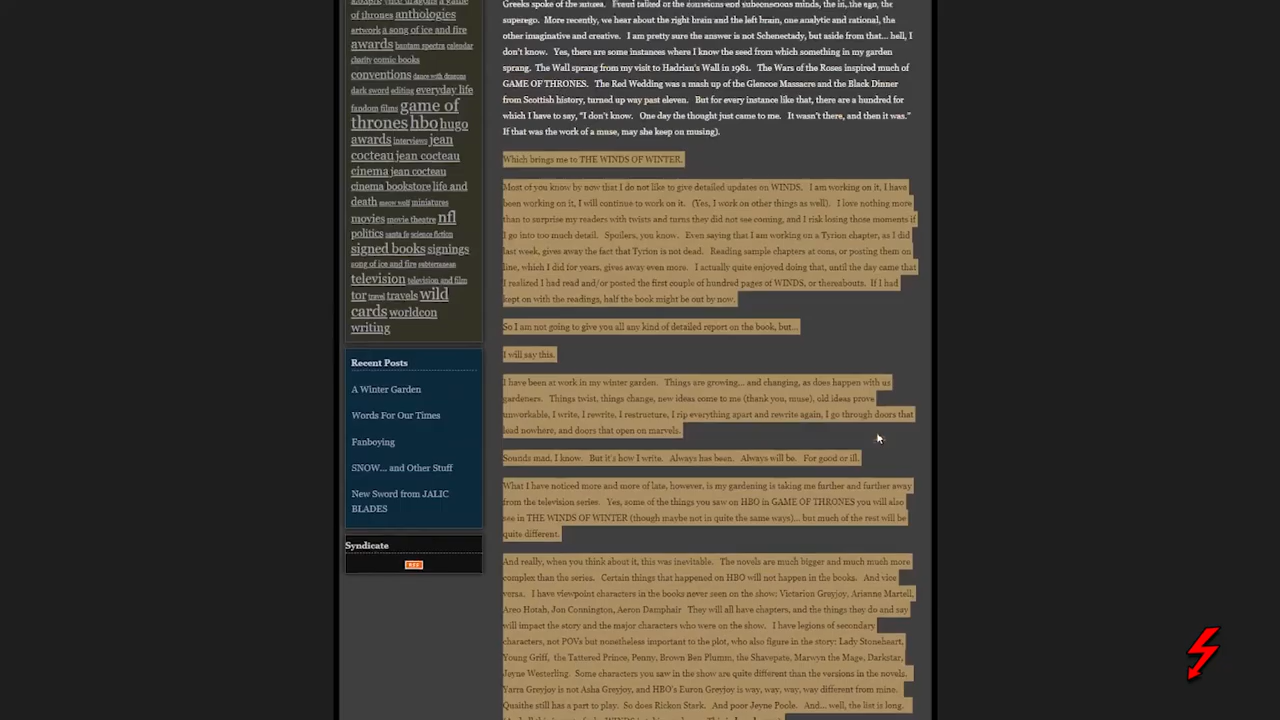 of thrones anthologies
artwork a song of ice and fire
awards bantam spectra calendar
charity comic books
conventions dance with dragons
dark sword editing everyday life
fandom films game of
thrones hbo hugo
awards interviews jean
cocteau jean cocteau
cinema jean cocteau
cinema bookstore life and
death meow wolf miniatures
movies movie theatre nfl
politics santa fe science fiction
signed books signings
song of ice and fire subterranean
television television and film
tor travel travels wild
cards worldcon
writing
Recent Posts
A Winter Garden
Words For Our Times
Fanboying
SNOW... and Other Stuff
New Sword from JALIC
BLADES
Syndicate
RSS
superego. More recently, we hear about the right brain and the left brain, one analytic and rational, the
other imaginative and creative. I am pretty sure the answer is not Schenectady, but aside from that... hell, I
don't know. Yes, there are some instances where I know the seed from which something in my garden
sprang. The Wall sprang from my visit to Hadrian's Wall in 1981. The Wars of the Roses inspired much of
GAME OF THRONES. The Red Wedding was a mash up of the Glencoe Massacre and the Black Dinner
from Scottish history, turned up way past eleven. But for every instance like that, there are a hundred for
which I have to say, “I don't know. One day the thought just came to me. It wasn't there, and then it was.”
If that was the work of a muse, may she keep on musing).
Which brings me to THE WINDS OF WINTER.
Most of you know by now that I do not like to give detailed updates on WINDS. I am working on it, I have
been working on it, I will continue to work on it. (Yes, I work on other things as well). I love nothing more
than to surprise my readers with twists and turns they did not see coming, and I risk losing those moments if
I go into too much detail. Spoilers, you know. Even saying that I am working on a Tyrion chapter, as I did
last week, gives away the fact that Tyrion is not dead. Reading sample chapters at cons, or posting them on
line, which I did for years, gives away even more. I actually quite enjoyed doing that, until the day came that
I realized I had read and/or posted the first couple of hundred pages of WINDS, or thereabouts. If I had
kept on with the readings, half the book might be out by now.
So I am not going to give you all any kind of detailed report on the book, but...
I will say this.
I have been at work in my winter garden. Things are growing... and changing, as does happen with us
gardeners. Things twist, things change, new ideas come to me (thank you, muse), old ideas prove
unworkable, I write, I rewrite, I restructure, I rip everything apart and rewrite again, I go through doors that
lead nowhere, and doors that open on marvels.
Sounds mad, I know. But it's how I write. Always has been. Always will be. For good or ill.
What I have noticed more and more of late, however, is my gardening is taking me further and further away
from the television series. Yes, some of the things you saw on HBO in GAME OF THRONES you will also
see in THE WINDS OF WINTER (though maybe not in quite the same ways)... but much of the rest will be
quite different.
And really, when you think about it, this was inevitable. The novels are much bigger and much much more
complex than the series. Certain things that happened on HBO will not happen in the books. And vice
versa. I have viewpoint characters in the books never seen on the show: Victarion Greyjoy, Arianne Martell,
Areo Hotah, Jon Connington, Aeron Damphair They will all have chapters, and the things they do and say
will impact the story and the major characters who were on the show. I have legions of secondary
characters, not POVs but nonetheless important to the plot, who also figure in the story: Lady Stoneheart,
Young Griff, the Tattered Prince, Penny, Brown Ben Plumm, the Shavepate, Marwyn the Mage, Darkstar,
Jeyne Westerling. Some characters you saw in the show are quite different than the versions in the novels.
Yarra Greyjoy is not Asha Greyjoy, and HBO's Euron Greyjoy is way, way, way, way different from mine.
Quaithe still has a part to play. So does Rickon Stark. And poor Jeyne Poole. And... well, the list is long.